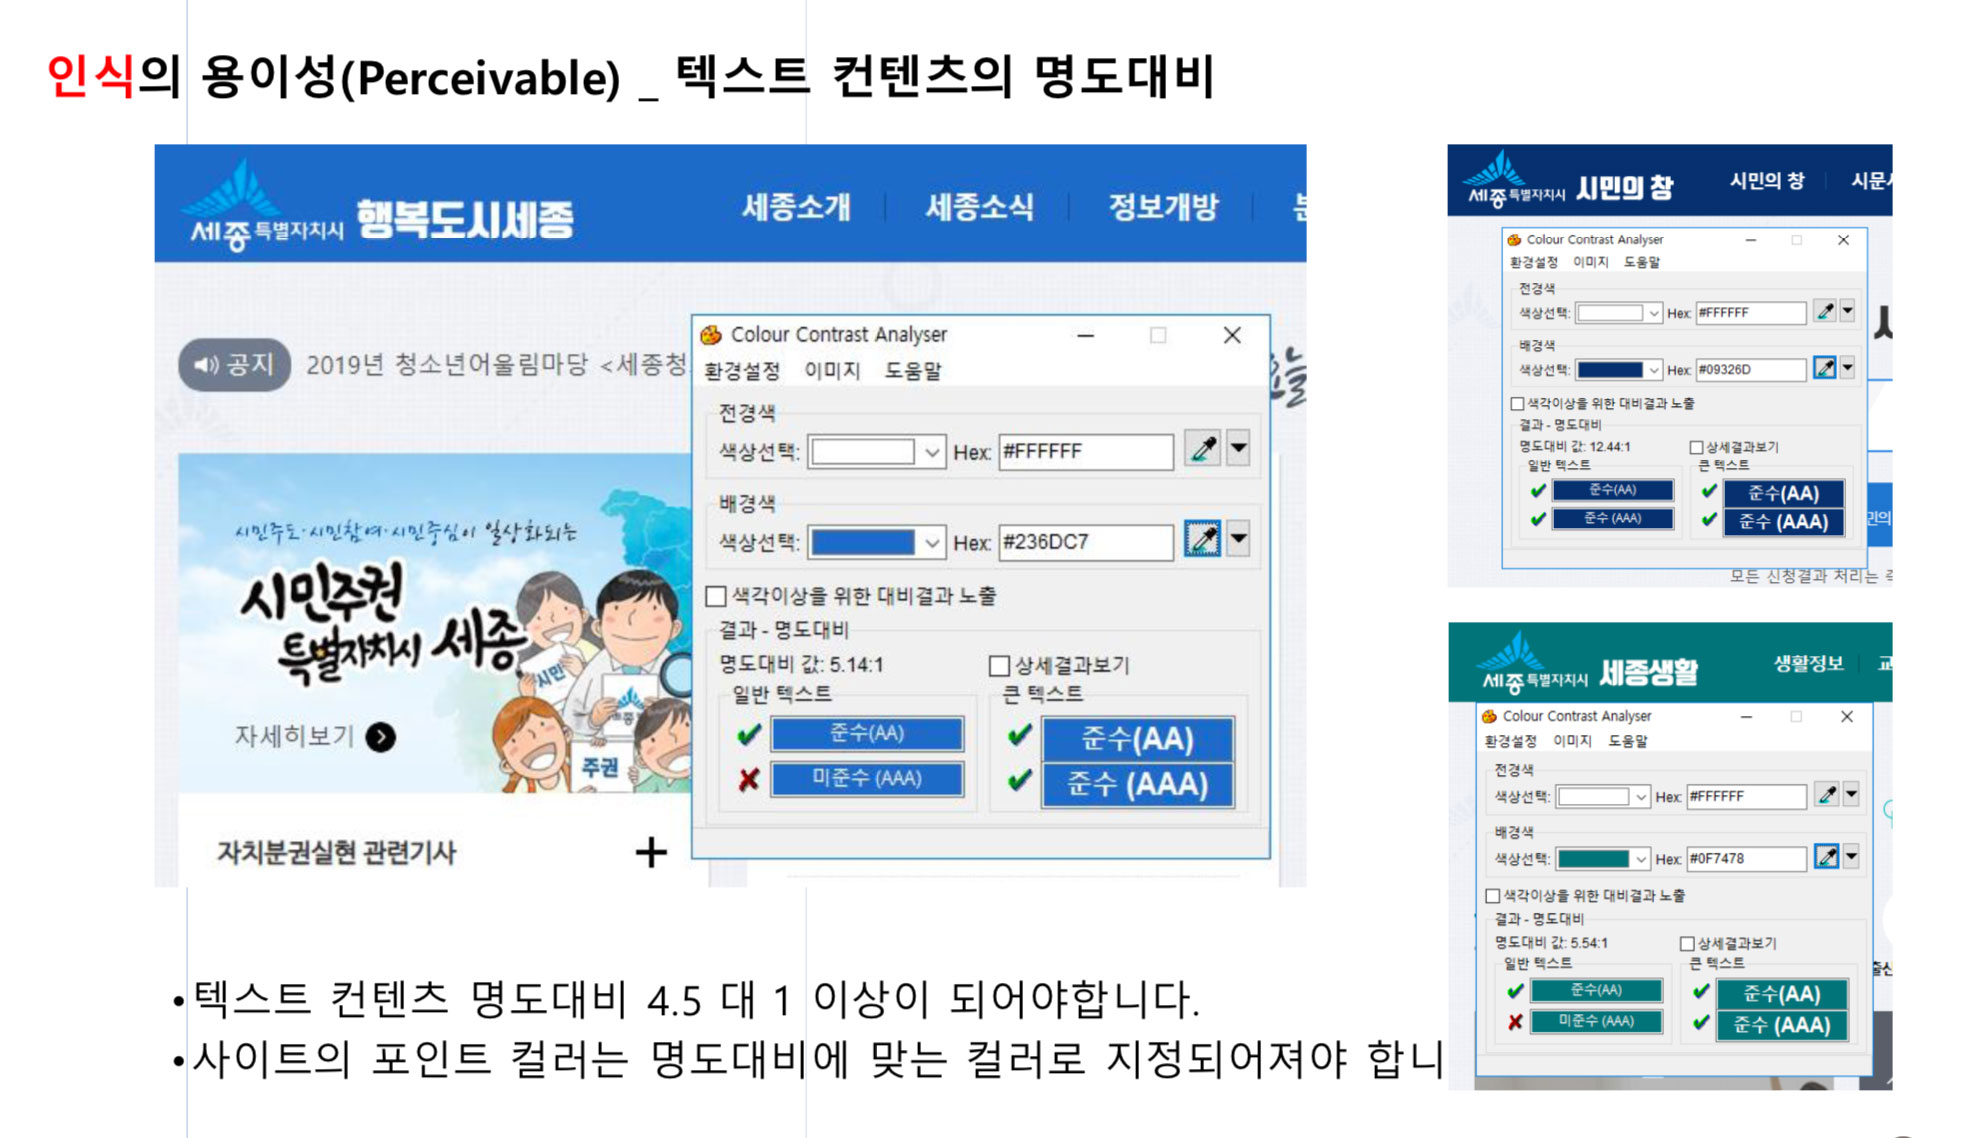 인식의 용이성(Perceivable) _ 텍스트 컨텐츠의 명도대비
세종특별자치시 행복도시세종
세종소개 세종소식 정보개방
공지 2019년 청소년어울림마당 <세종청
시민주도·시민참여·시민중심이 일상화되는
시민주권
특별자치시 세종
시민
세종
주권
자세히보기
자치분권실현 관련기사 +
Colour Contrast Analyser
환경설정 이미지 도움말
전경색
색상선택: Hex: #FFFFFF
배경색
색상선택: Hex: #236DC7
색각이상을 위한 대비결과 노출
결과 - 명도대비
명도대비 값: 5.14:1 상세결과보기
일반 텍스트 큰 텍스트
준수(AA) 준수(AA)
미준수 (AAA) 준수 (AAA)
세종특별자치시 시민의 창
시민의 창 시문
Colour Contrast Analyser
환경설정 이미지 도움말
전경색
색상선택: Hex: #FFFFFF
배경색
색상선택: Hex: #09326D
색각이상을 위한 대비결과 노출
결과 - 명도대비
명도대비 값: 12.44:1 상세결과보기
일반 텍스트 큰 텍스트
준수(AA) 준수(AA)
준수 (AAA) 준수 (AAA)
민의
모든 신청결과 처리는
세종특별자치시 세종생활
생활정보 교
Colour Contrast Analyser
환경설정 이미지 도움말
전경색
색상선택: Hex: #FFFFFF
배경색
색상선택: Hex: #0F7478
색각이상을 위한 대비결과 노출
결과 - 명도대비
명도대비 값: 5.54:1 상세결과보기
일반 텍스트 큰 텍스트
준수(AA) 준수(AA)
미준수 (AAA) 준수 (AAA)
출산
•텍스트 컨텐츠 명도대비 4.5 대 1 이상이 되어야합니다.
•사이트의 포인트 컬러는 명도대비에 맞는 컬러로 지정되어져야 합니